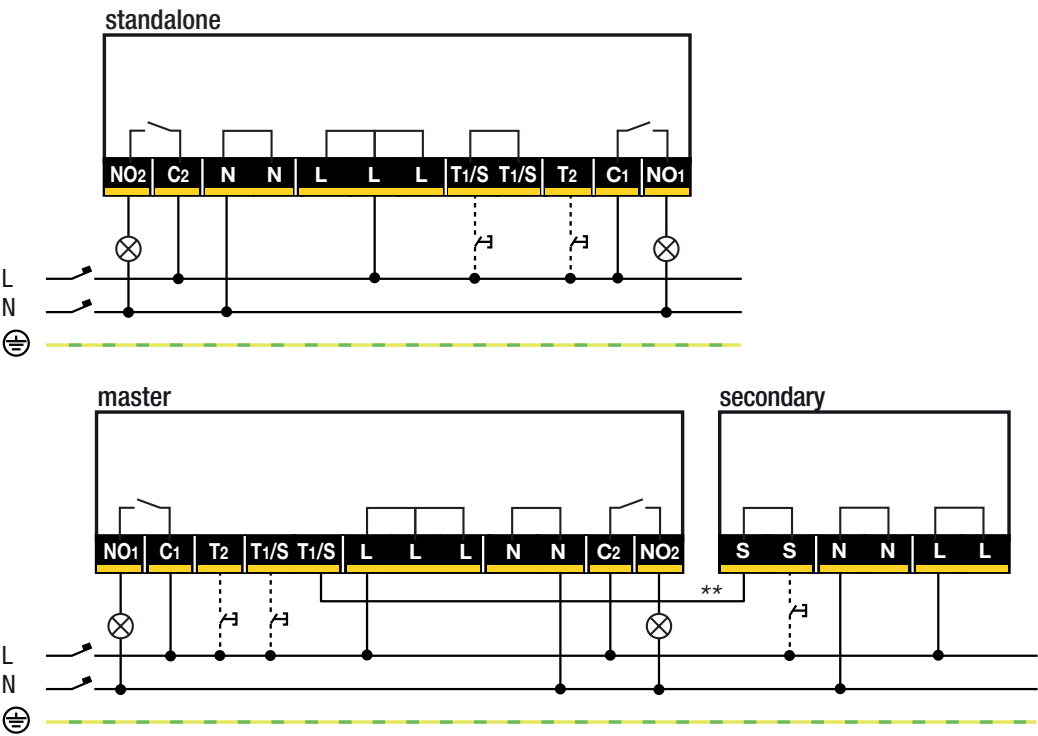 standalone
NO2 C2 N N L L L T1/S T1/S T2 C1 NO1
L
N
master secondary
NO1 C1 T2 T1/S T1/S L L L N N C2 NO2 S S N N L L
**
L
N